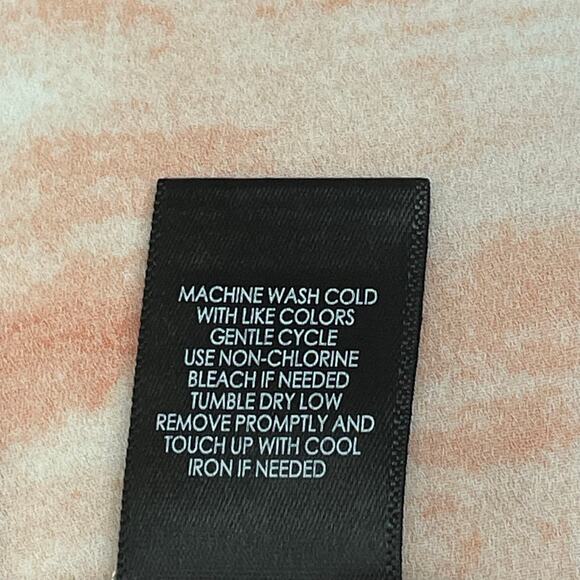 MACHINE WASH COLD
WITH LIKE COLORS
GENTLE CYCLE
USE NON-CHLORINE
BLEACH IF NEEDED
TUMBLE DRY LOW
REMOVE PROMPTLY AND
TOUCH UP WITH COOL
IRON IF NEEDED